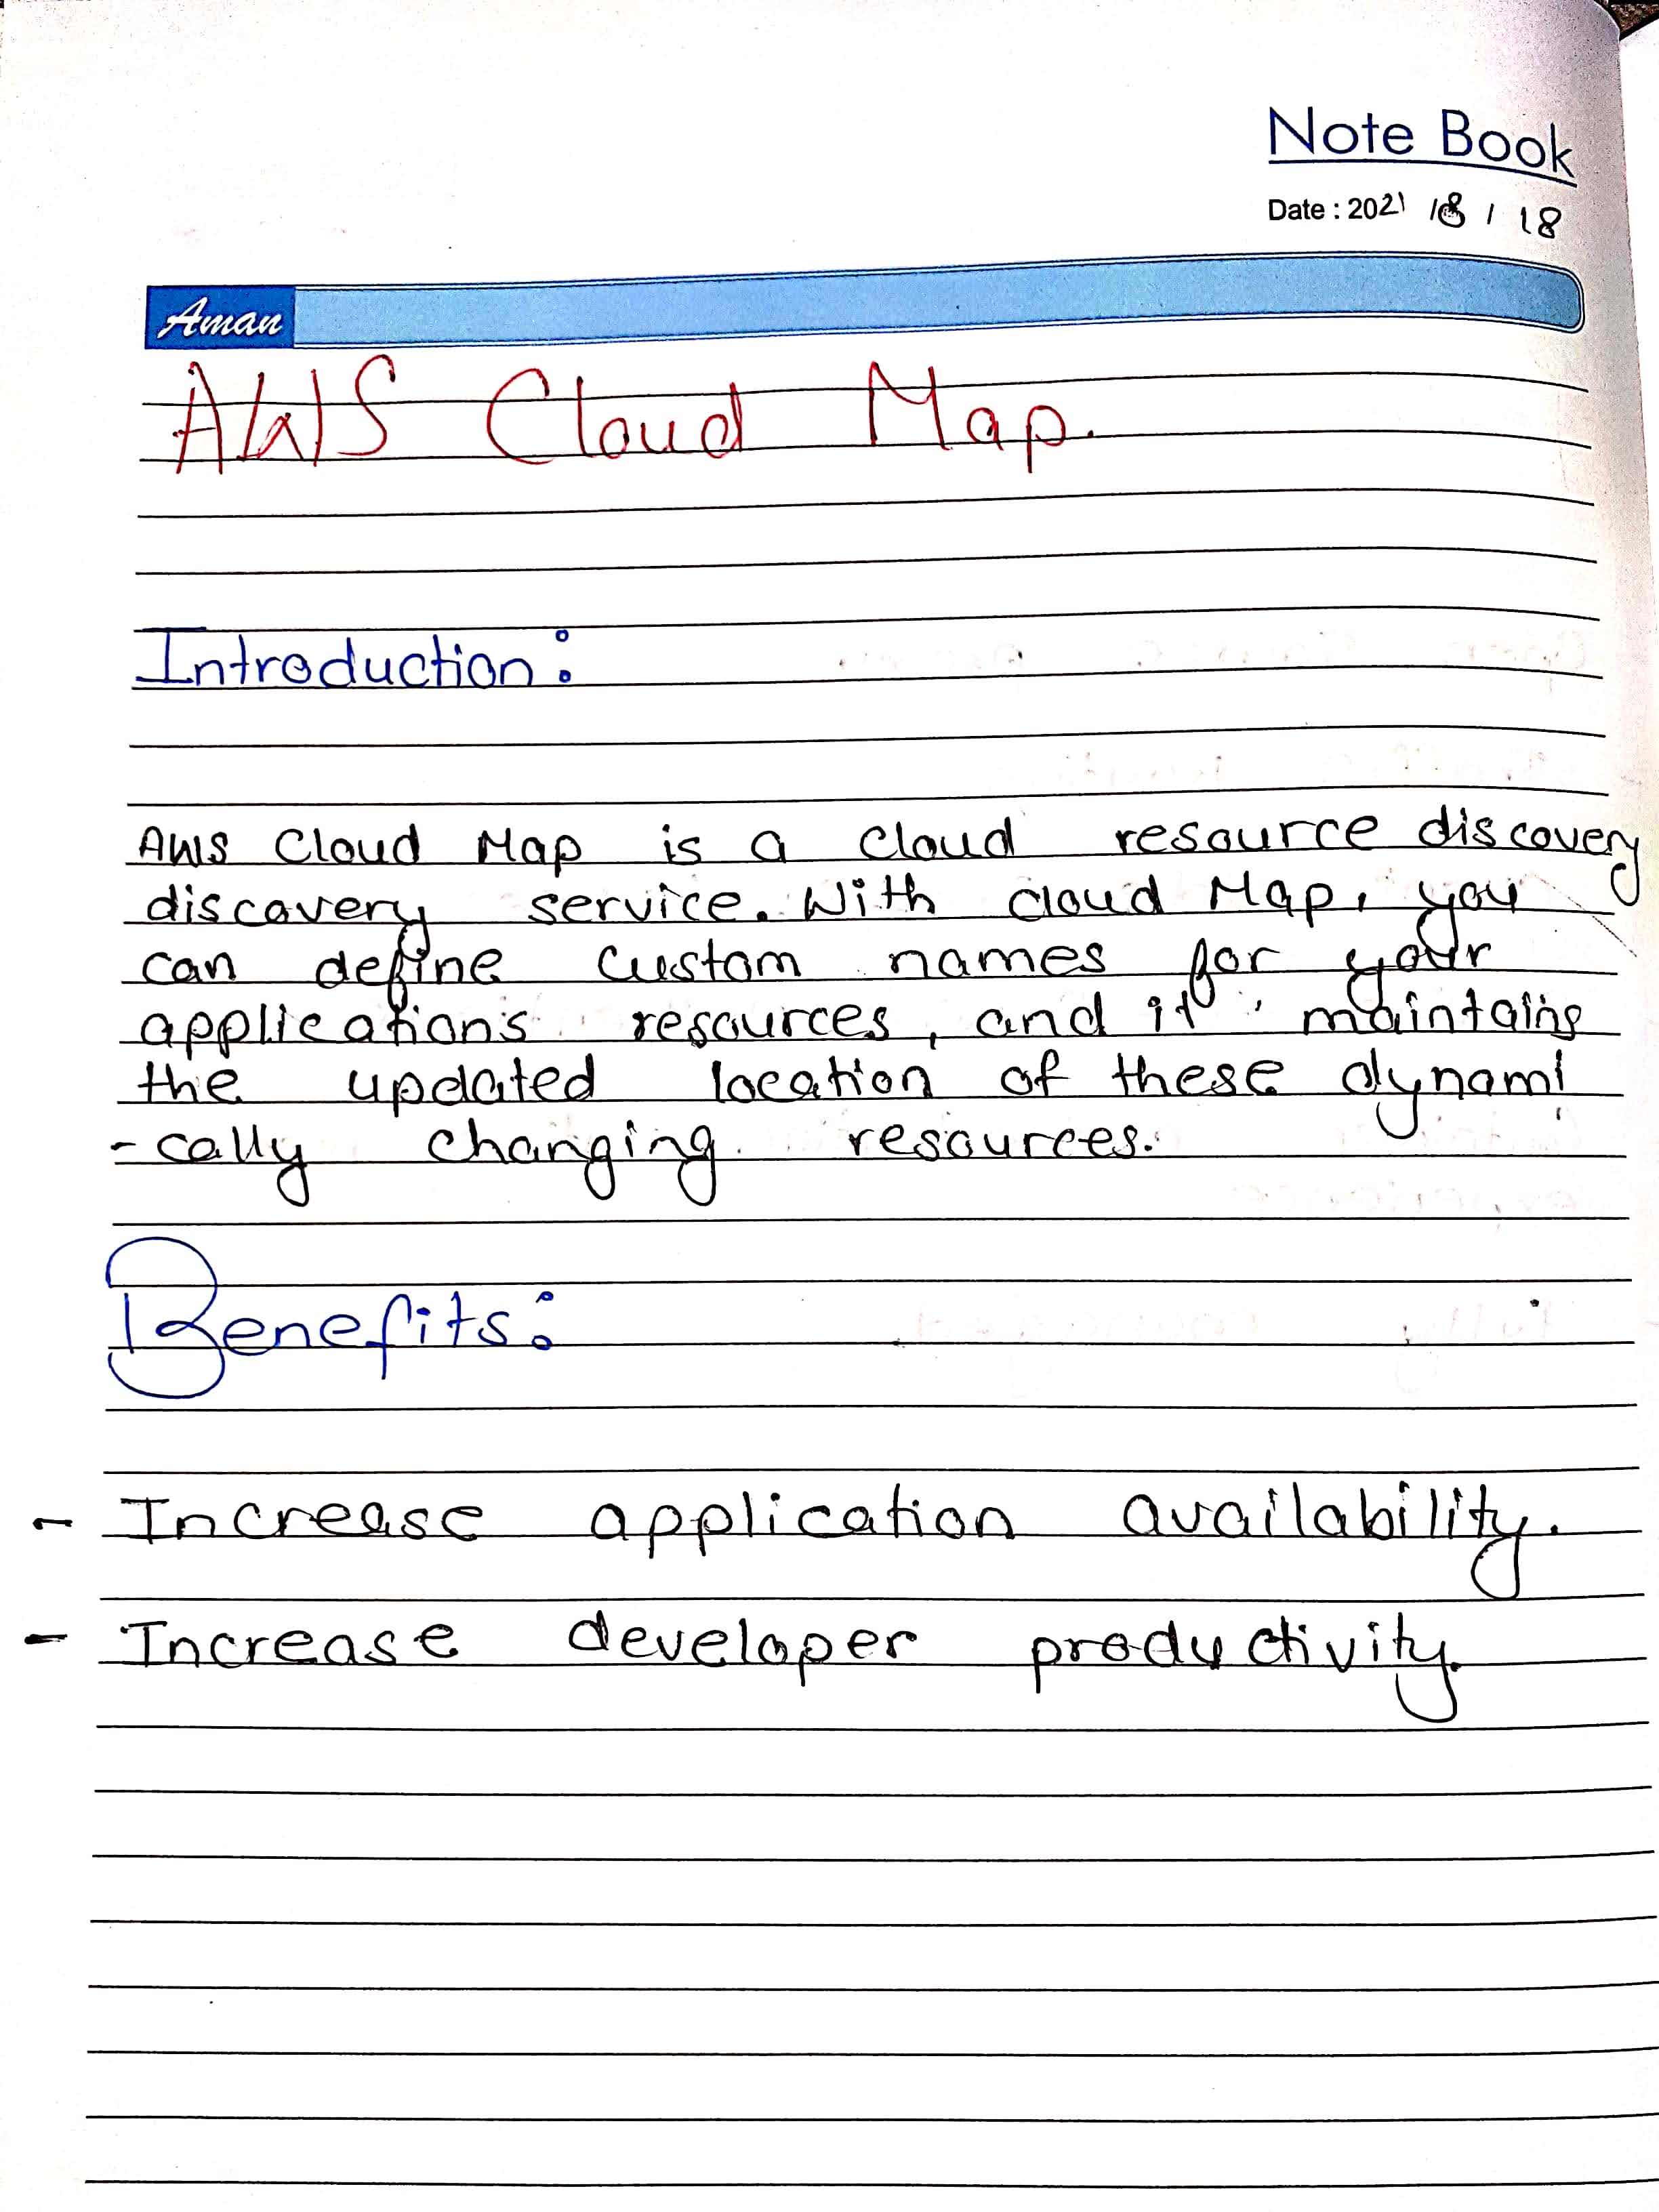 Note Book
Date : 2021 / 8 / 18
Aman
AWS Cloud Map.
Introduction:
AWS Cloud Map is a cloud resource discovery
discovery service. With cloud Map, you
can define custom names for your
applications resources, and it maintains
the updated location of these dynami
- cally changing resources.
Benefits:
- Increase application availability.
- Increase developer productivity.